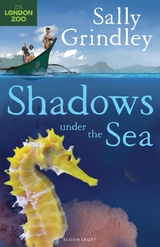 ZSL
LONDON
ZOO
Sally
Grindley
Shadows
under the
Sea
BLOOMSBURY